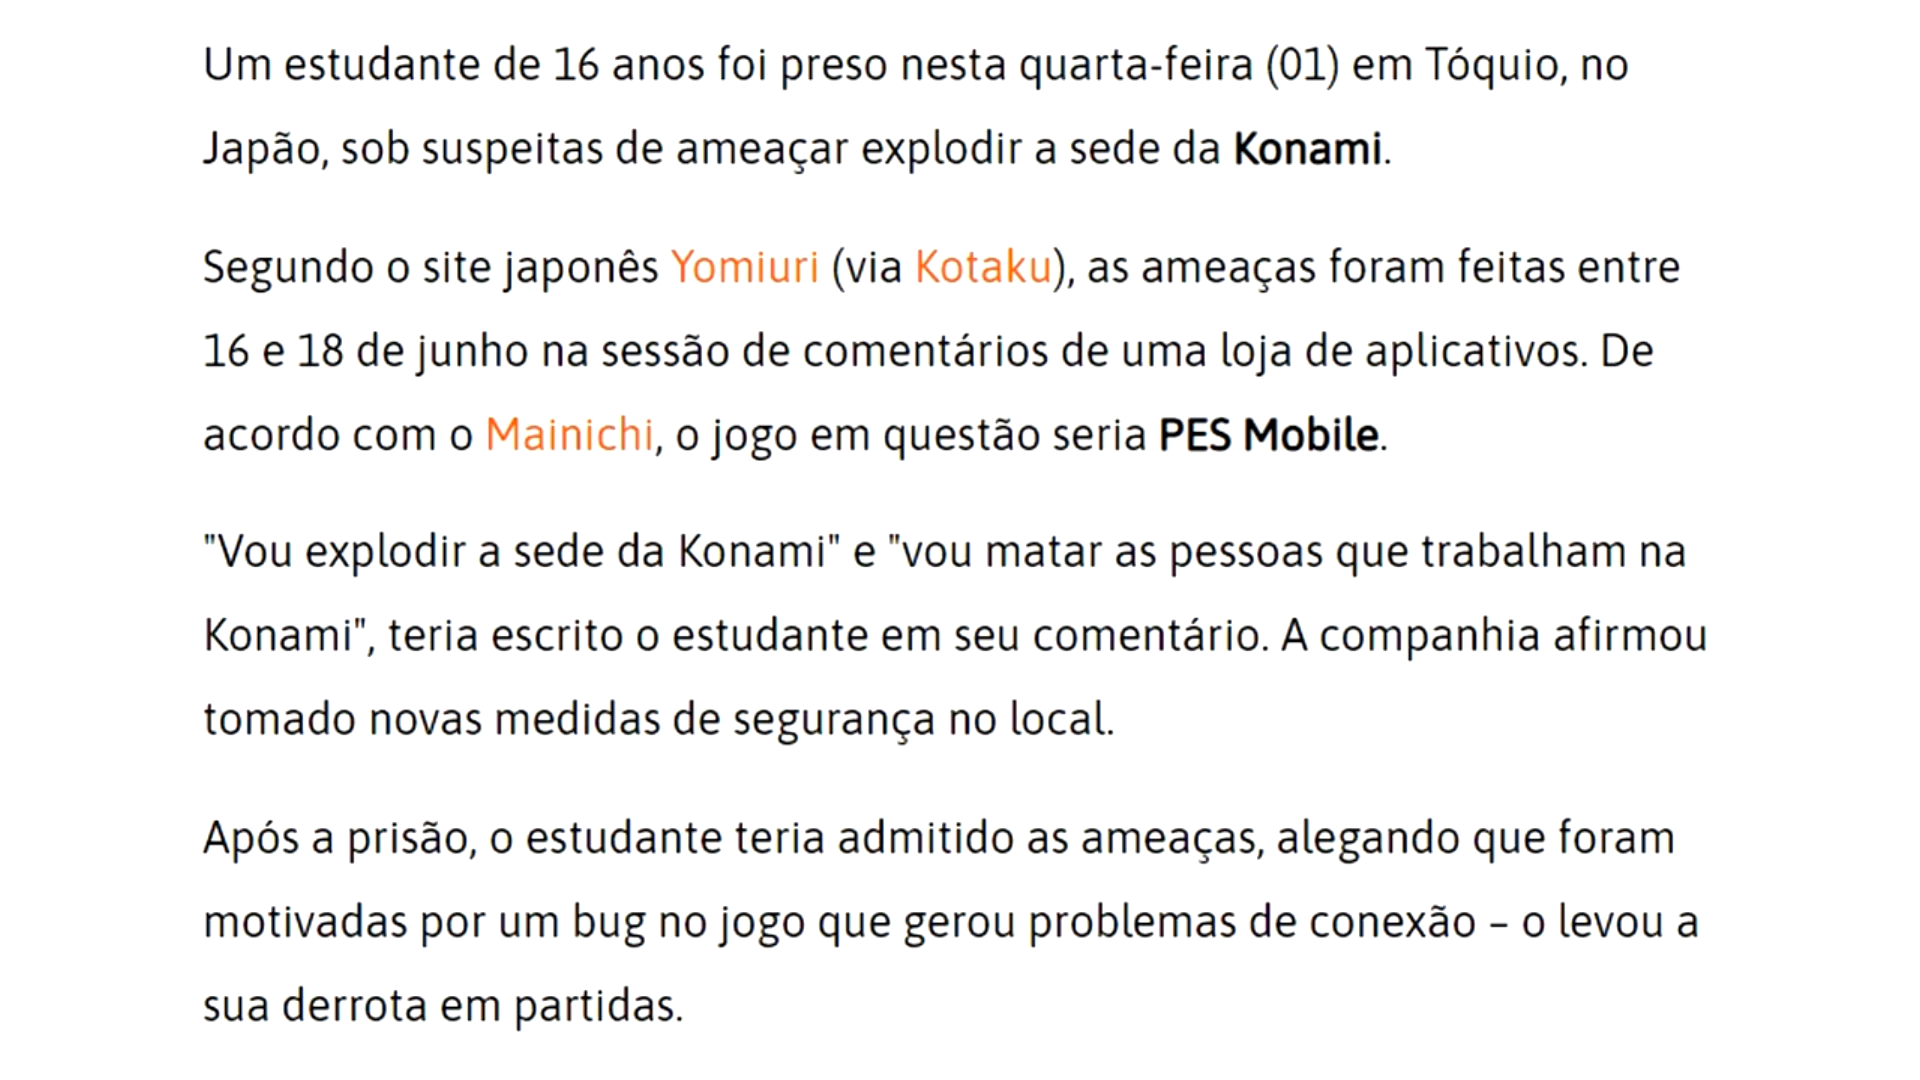 Um estudante de 16 anos foi preso nesta quarta-feira (01) em Tóquio, no
Japão, sob suspeitas de ameaçar explodir a sede da Konami.
Segundo o site japonês Yomiuri (via Kotaku), as ameaças foram feitas entre
16 e 18 de junho na sessão de comentários de uma loja de aplicativos. De
acordo com o Mainichi, o jogo em questão seria PES Mobile.
"Vou explodir a sede da Konami" e "vou matar as pessoas que trabalham na
Konami", teria escrito o estudante em seu comentário. A companhia afirmou
tomado novas medidas de segurança no local.
Após a prisão, o estudante teria admitido as ameaças, alegando que foram
motivadas por um bug no jogo que gerou problemas de conexão – o levou a
sua derrota em partidas.